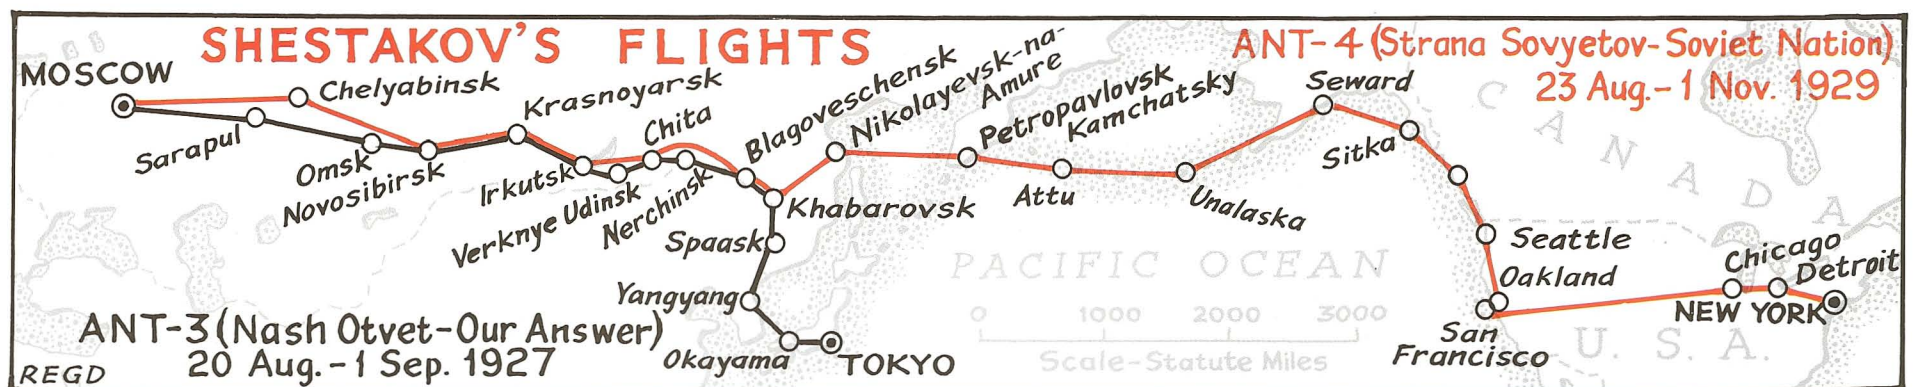 SHESTAKOV'S FLIGHTS
ANT-4 (Strana Sovyetov-Soviet Nation)
23 Aug.-1 Nov. 1929
MOSCOW
Chelyabinsk
Sarapul
Omsk
Novosibirsk
Krasnoyarsk
Irkutsk
Verknye Udinsk
Chita
Nerchinsk
Blagoveschensk
Khabarovsk
Nikolayevsk-na-
Amure
Petropavlovsk
Kamchatsky
Attu
Unalaska
Seward
Sitka
Seattle
Oakland
San
Francisco
Chicago
Detroit
NEW YORK
Spaask
Yangyang
Okayama
TOKYO
CANADA
U.S.A.
PACIFIC OCEAN
0 1000 2000 3000
Scale-Statute Miles
ANT-3 (Nash Otvet-Our Answer)
20 Aug.-1 Sep. 1927
REGD